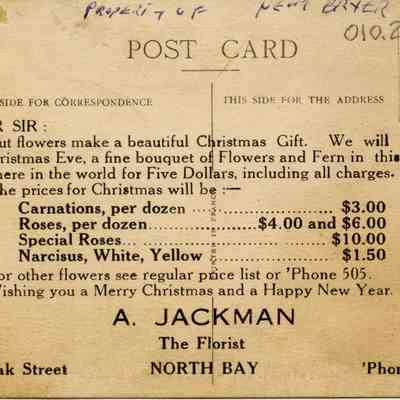 PROPERTY OF NEWT BRYER
010.2
POST CARD
SIDE FOR CORRESPONDENCE THIS SIDE FOR THE ADDRESS
R SIR :
ut flowers make a beautiful Christmas Gift. We will
ristmas Eve, a fine bouquet of Flowers and Fern in this
here in the world for Five Dollars, including all charges.
he prices for Christmas will be :—
Carnations, per dozen ........................ $3.00
Roses, per dozen......................$4.00 and $6.00
Special Roses.................................... $10.00
Narcisus, White, Yellow ...................... $1.50
or other flowers see regular price list or 'Phone 505.
Wishing you a Merry Christmas and a Happy New Year.
A. JACKMAN
The Florist
ak Street NORTH BAY 'Phon